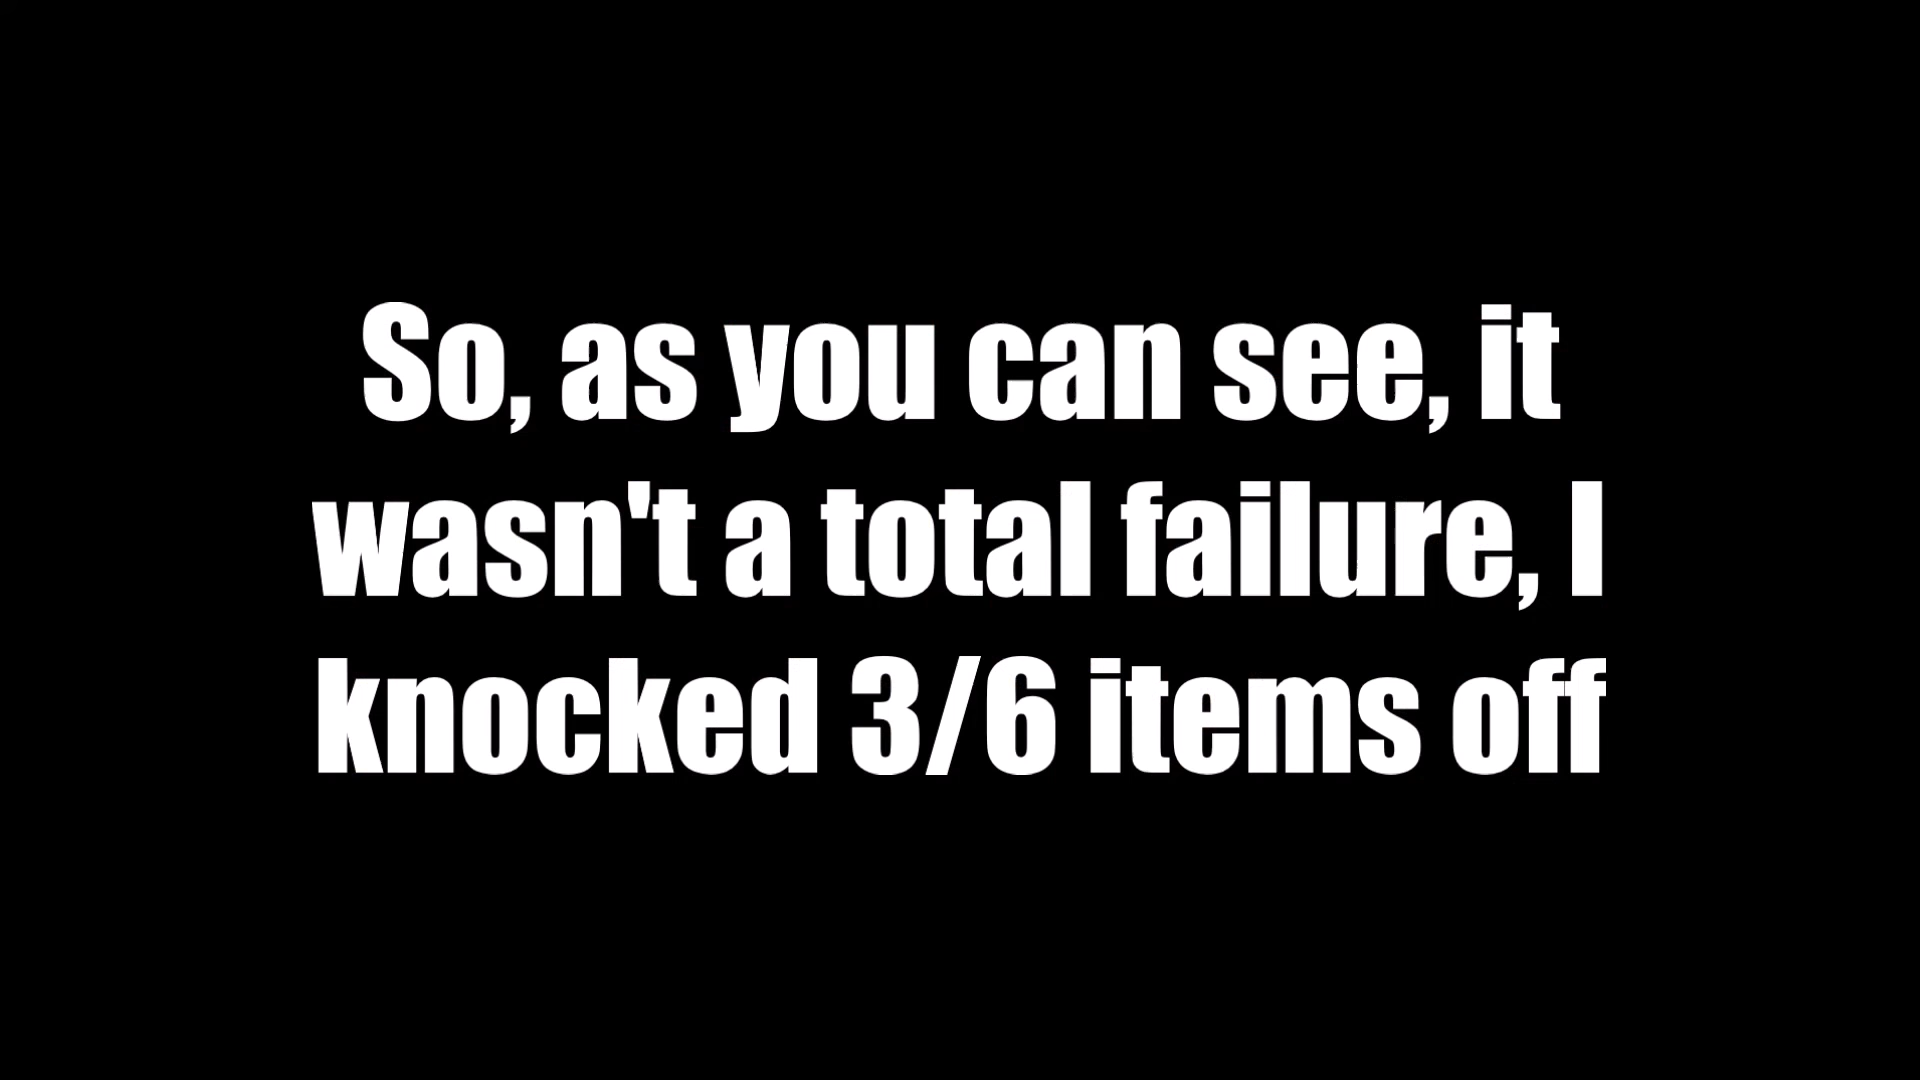 So, as you can see, it
wasn't a total failure, I
knocked 3/6 items off